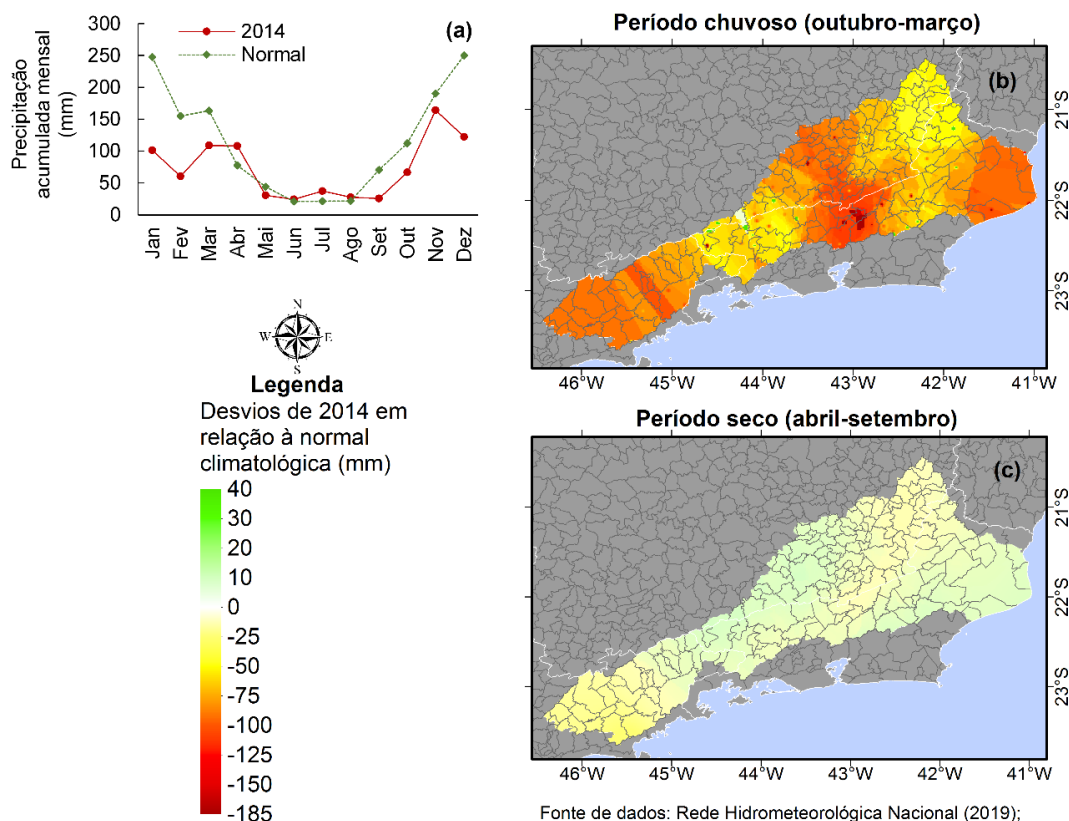 (a)
2014
Normal
Precipitação
acumulada mensal
(mm)
300
250
200
150
100
50
0
Jan
Fev
Mar
Abr
Mai
Jun
Jul
Ago
Set
Out
Nov
Dez
N
W E
S
Legenda
Desvios de 2014 em
relação à normal
climatológica (mm)
40
30
20
10
0
-25
-50
-75
-100
-125
-150
-185
Período chuvoso (outubro-março)
(b)
21°S
22°S
23°S
46°W 45°W 44°W 43°W 42°W 41°W
Período seco (abril-setembro)
(c)
21°S
22°S
23°S
46°W 45°W 44°W 43°W 42°W 41°W
Fonte de dados: Rede Hidrometeorológica Nacional (2019);